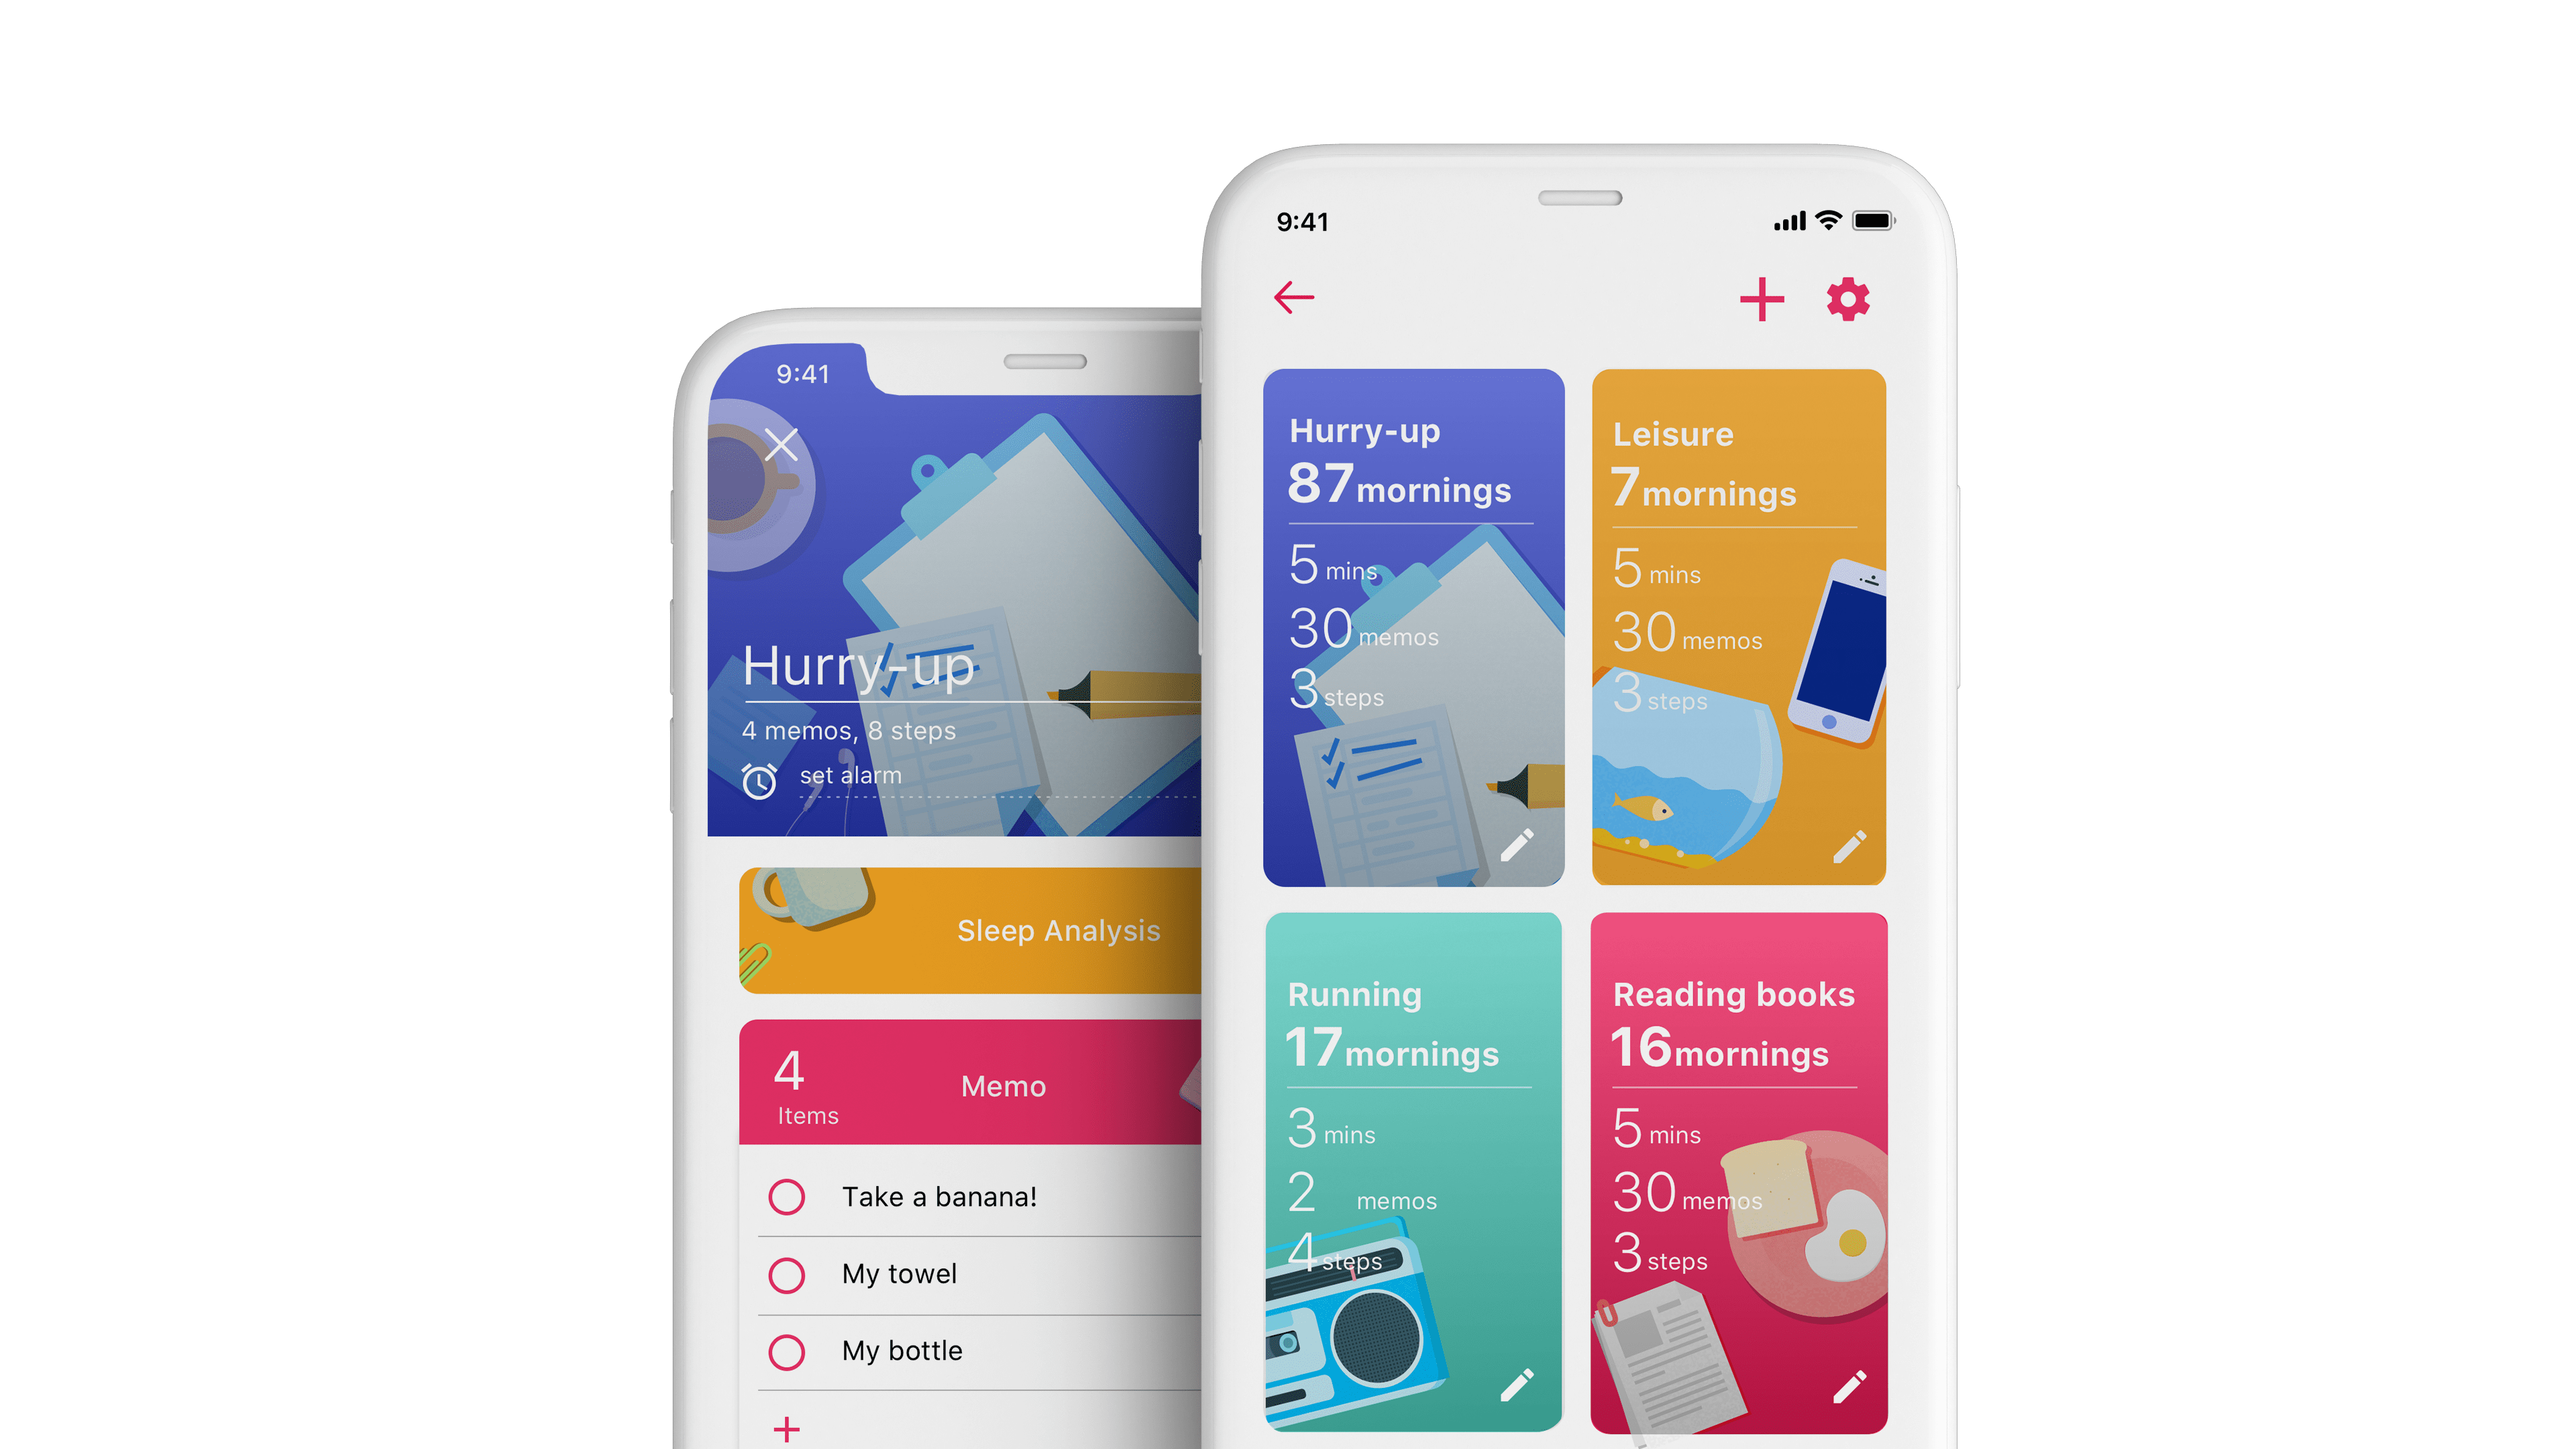 9:41
Hurry-up
4 memos, 8 steps
set alarm
Sleep Analysis
4
Items
Memo
Take a banana!
My towel
My bottle
9:41
Hurry-up
87 mornings
5 mins
30 memos
3 steps
Leisure
7 mornings
5 mins
30 memos
3 steps
Running
17 mornings
3 mins
2 memos
4 steps
Reading books
16 mornings
5 mins
30 memos
3 steps